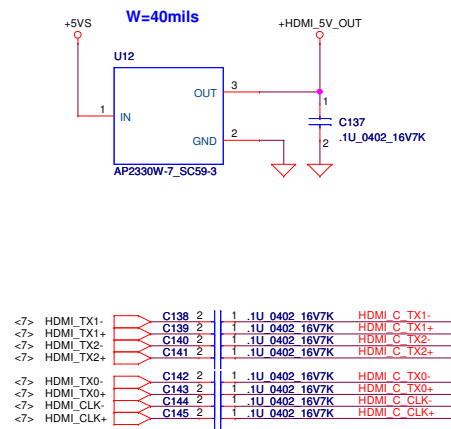 W=40mils
+5VS
+HDMI_5V_OUT
U12
OUT 3
1 IN
GND 2
1
C137
.1U_0402_16V7K
2
AP2330W-7_SC59-3
<7> HDMI_TX1- C138 2 1 .1U_0402_16V7K HDMI_C_TX1-
<7> HDMI_TX1+ C139 2 1 .1U_0402_16V7K HDMI_C_TX1+
<7> HDMI_TX2- C140 2 1 .1U_0402_16V7K HDMI_C_TX2-
<7> HDMI_TX2+ C141 2 1 .1U_0402_16V7K HDMI_C_TX2+
<7> HDMI_TX0- C142 2 1 .1U_0402_16V7K HDMI_C_TX0-
<7> HDMI_TX0+ C143 2 1 .1U_0402_16V7K HDMI_C_TX0+
<7> HDMI_CLK- C144 2 1 .1U_0402_16V7K HDMI_C_CLK-
<7> HDMI_CLK+ C145 2 1 .1U_0402_16V7K HDMI_C_CLK+